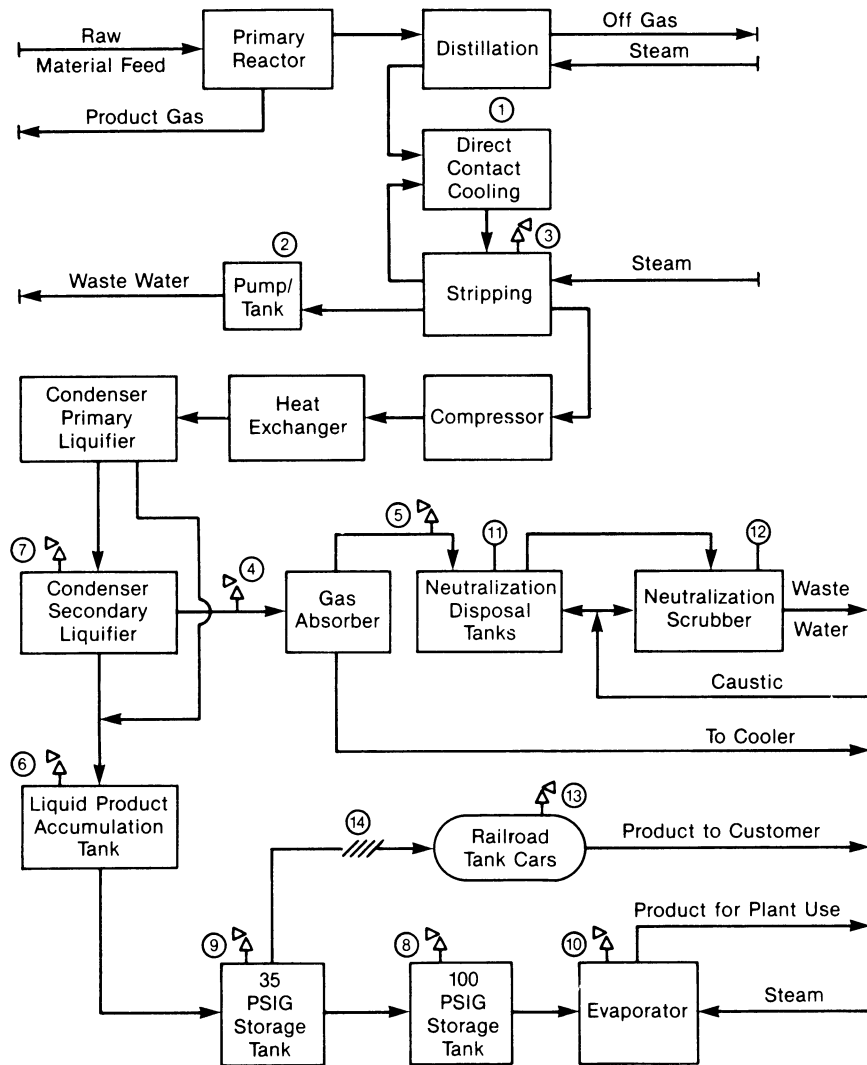 Raw
Material Feed
Primary
Reactor
Distillation
Off Gas
Steam
Product Gas
1
Direct
Contact
Cooling
2
3
Waste Water
Pump/
Tank
Stripping
Steam
Condenser
Primary
Liquifier
Heat
Exchanger
Compressor
5
11
12
7
4
Condenser
Secondary
Liquifier
Gas
Absorber
Neutralization
Disposal
Tanks
Neutralization
Scrubber
Waste
Water
Caustic
To Cooler
6
Liquid Product
Accumulation
Tank
14
13
Railroad
Tank Cars
Product to Customer
Product for Plant Use
9
8
10
35
PSIG
Storage
Tank
100
PSIG
Storage
Tank
Evaporator
Steam